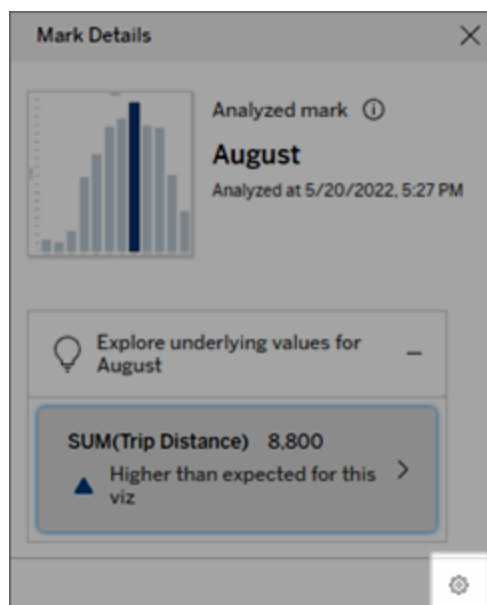 Mark Details
Analyzed mark
August
Analyzed at 5/20/2022, 5:27 PM
Explore underlying values for
August
SUM(Trip Distance) 8,800
Higher than expected for this
viz